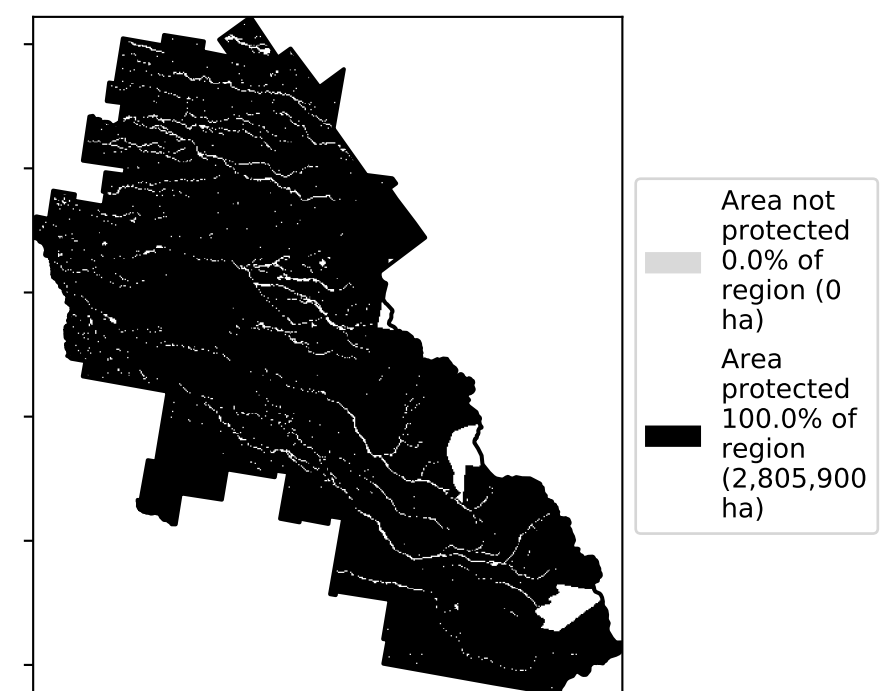 Area not
protected
0.0% of
region (0
ha)
Area
protected
100.0% of
region
(2,805,900
ha)